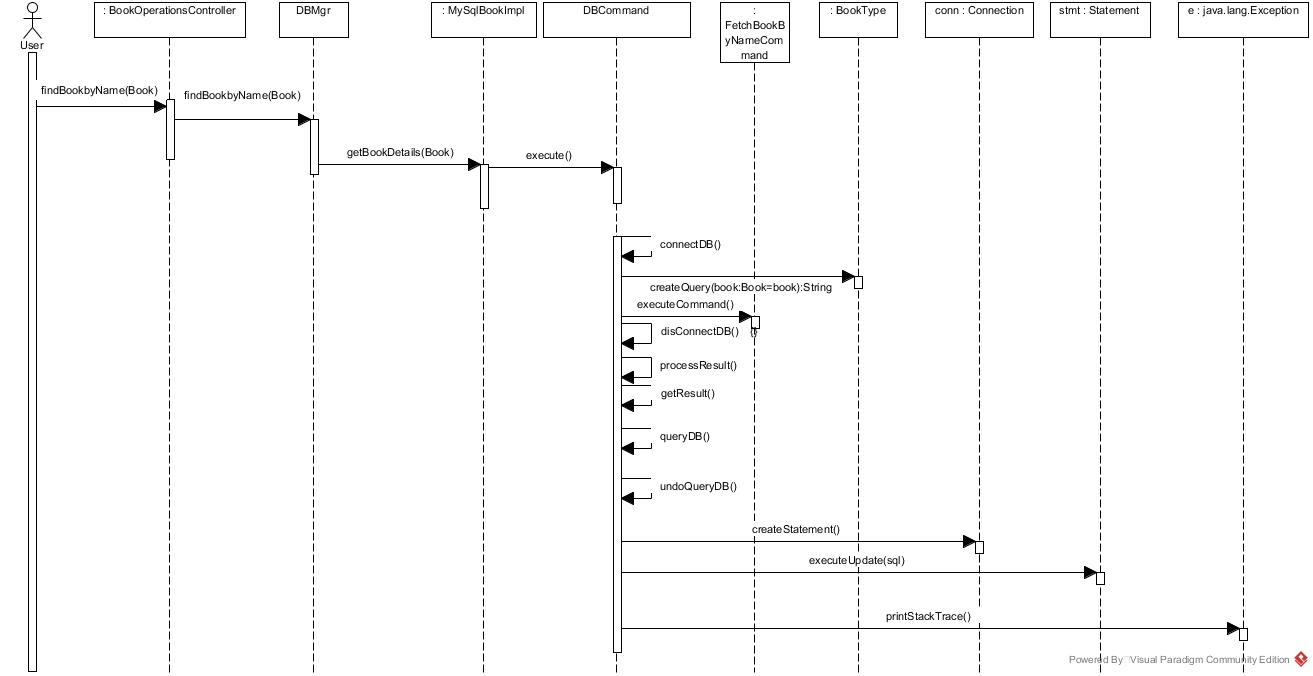 : BookOperationsController
DBMgr
: MySqlBookImpl
DBCommand
:
FetchBookB
yNameCom
mand
: BookType
conn : Connection
stmt : Statement
e : java.lang.Exception
User
findBookbyName(Book)
findBookbyName(Book)
getBookDetails(Book)
execute()
connectDB()
createQuery(book:Book=book):String
executeCommand()
disConnectDB()
processResult()
getResult()
queryDB()
undoQueryDB()
createStatement()
executeUpdate(sql)
printStackTrace()
Powered By Visual Paradigm Community Edition